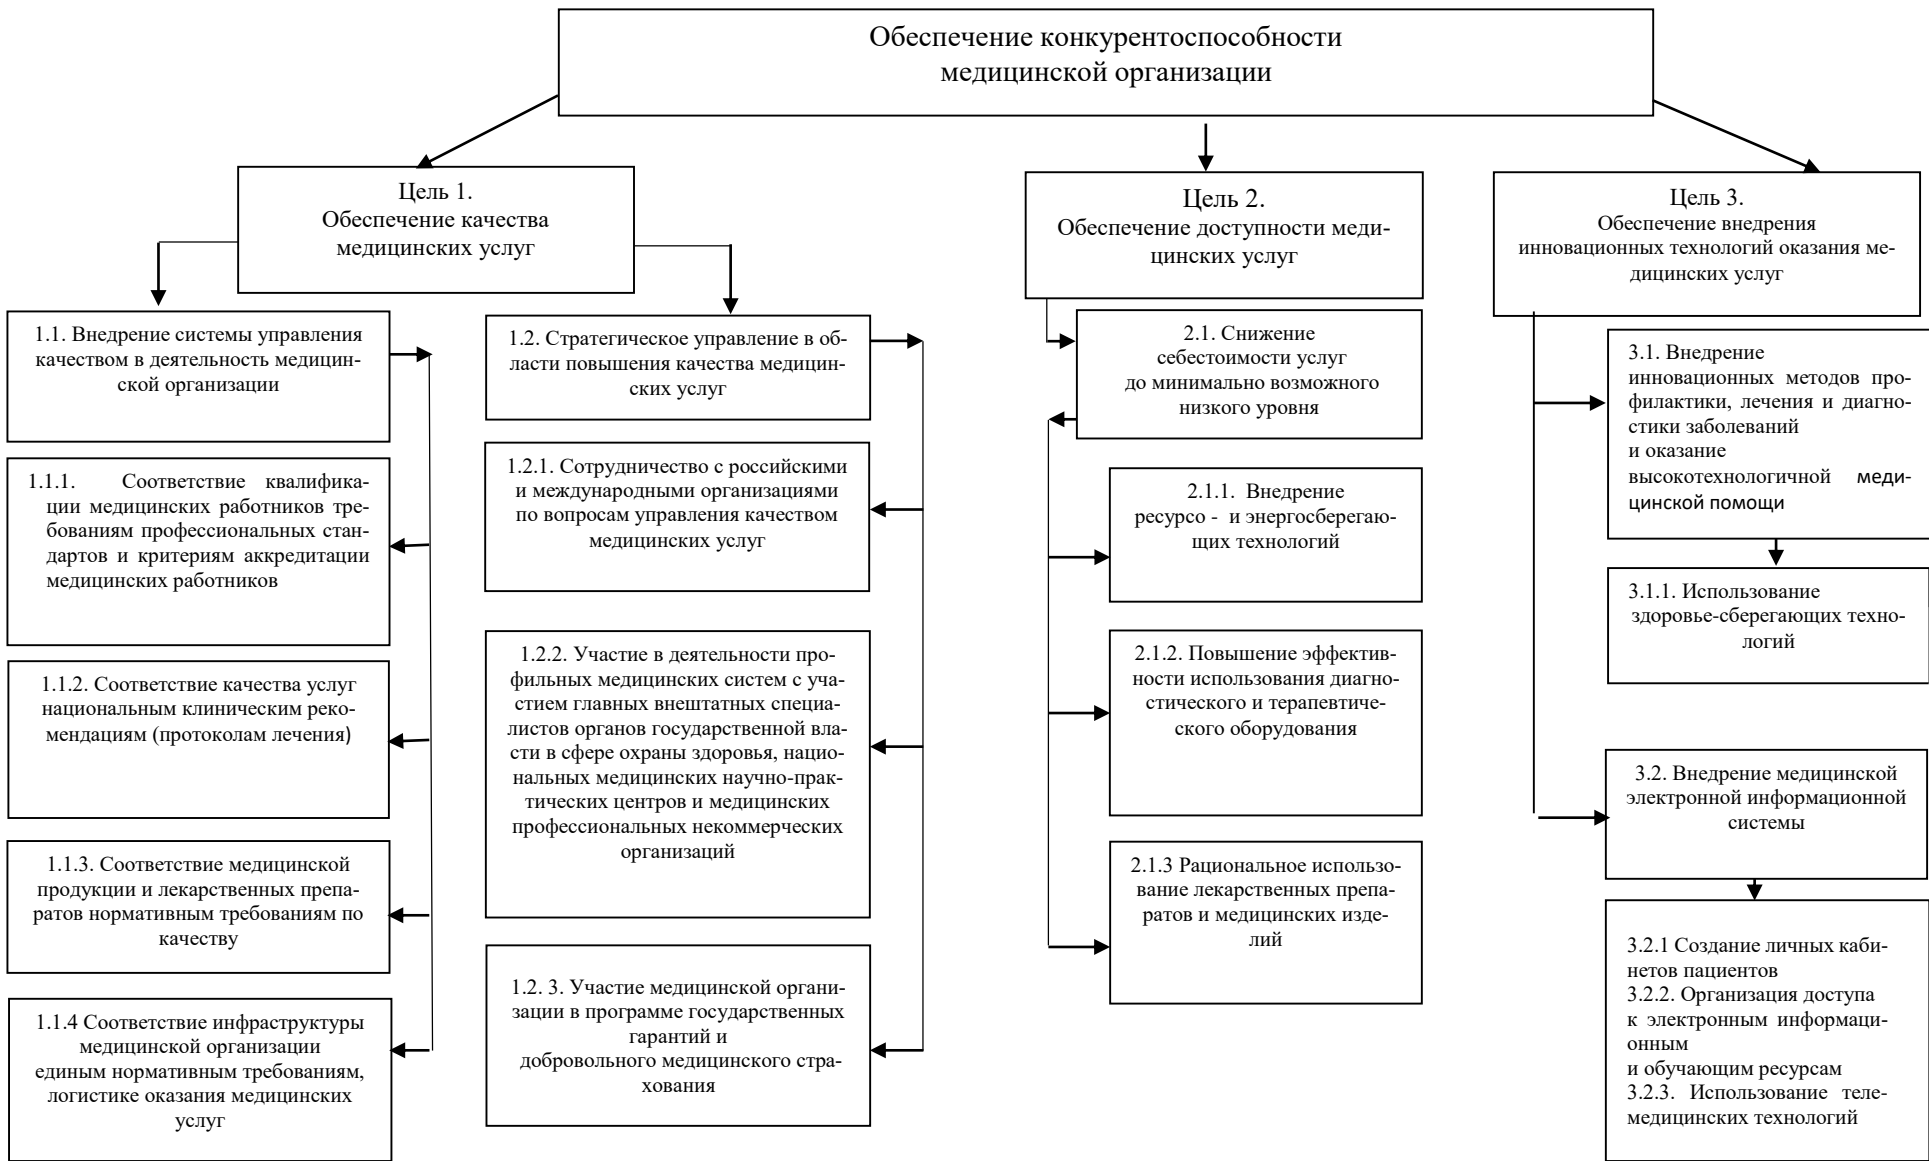 Обеспечение конкурентоспособности
медицинской организации
Цель 1.
Обеспечение качества
медицинских услуг
Цель 2.
Обеспечение доступности меди-
цинских услуг
Цель 3.
Обеспечение внедрения
инновационных технологий оказания ме-
дицинских услуг
1.1. Внедрение системы управления
качеством в деятельность медицин-
ской организации
1.1.1. Соответствие квалифика-
ции медицинских работников тре-
бованиям профессиональных стан-
дартов и критериям аккредитации
медицинских работников
1.1.2. Соответствие качества услуг
национальным клиническим реко-
мендациям (протоколам лечения)
1.1.3. Соответствие медицинской
продукции и лекарственных препа-
ратов нормативным требованиям по
качеству
1.1.4 Соответствие инфраструктуры
медицинской организации
единым нормативным требованиям,
логистике оказания медицинских
услуг
1.2. Стратегическое управление в об-
ласти повышения качества медицин-
ских услуг
1.2.1. Сотрудничество с российскими
и международными организациями
по вопросам управления качеством
медицинских услуг
1.2.2. Участие в деятельности про-
фильных медицинских систем с уча-
стием главных внештатных специа-
листов органов государственной вла-
сти в сфере охраны здоровья, нацио-
нальных медицинских научно-прак-
тических центров и медицинских
профессиональных некоммерческих
организаций
1.2. 3. Участие медицинской органи-
зации в программе государственных
гарантий и
добровольного медицинского стра-
хования
2.1. Снижение
себестоимости услуг
до минимально возможного
низкого уровня
2.1.1. Внедрение
ресурсо - и энергосберегаю-
щих технологий
2.1.2. Повышение эффектив-
ности использования диагно-
стического и терапевтиче-
ского оборудования
2.1.3 Рациональное использо-
вание лекарственных препа-
ратов и медицинских изде-
лий
3.1. Внедрение
инновационных методов про-
филактики, лечения и диагно-
стики заболеваний
и оказание
высокотехнологичной меди-
цинской помощи
3.1.1. Использование
здоровье-сберегающих техно-
логий
3.2. Внедрение медицинской
электронной информационной
системы
3.2.1 Создание личных каби-
нетов пациентов
3.2.2. Организация доступа
к электронным информаци-
онным
и обучающим ресурсам
3.2.3. Использование теле-
медицинских технологий